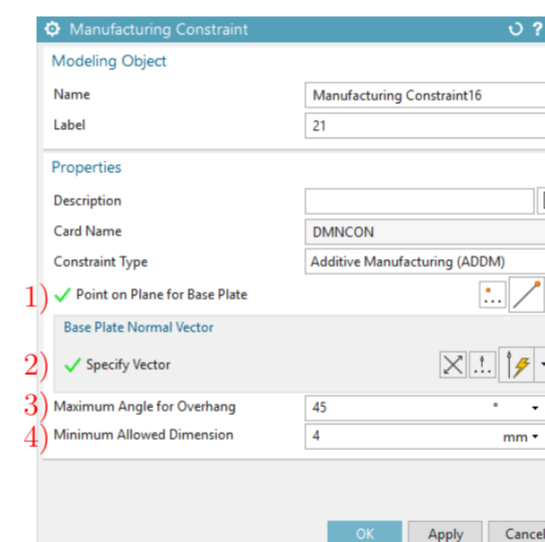 Manufacturing Constraint
?
Modeling Object
Name Manufacturing Constraint16
Label 21
Properties
Description
Card Name DMNCON
Constraint Type Additive Manufacturing (ADDM)
1) Point on Plane for Base Plate
Base Plate Normal Vector
2) Specify Vector
3) Maximum Angle for Overhang 45 °
4) Minimum Allowed Dimension 4 mm
OK Apply Cancel